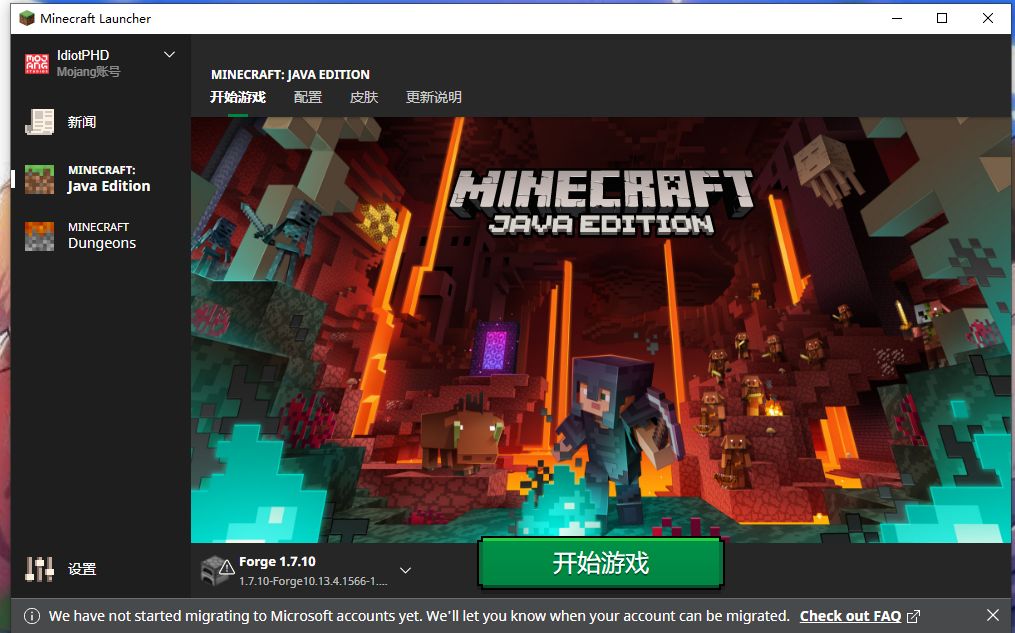 Minecraft Launcher
MOJANG
STUDIOS
IdiotPHD
Mojang账号
新闻
MINECRAFT:
Java Edition
MINECRAFT
Dungeons
设置
MINECRAFT: JAVA EDITION
开始游戏 配置 皮肤 更新说明
MINECRAFT
JAVA EDITION
Forge 1.7.10
1.7.10-Forge10.13.4.1566-1....
开始游戏
We have not started migrating to Microsoft accounts yet. We'll let you know when your account can be migrated. Check out FAQ